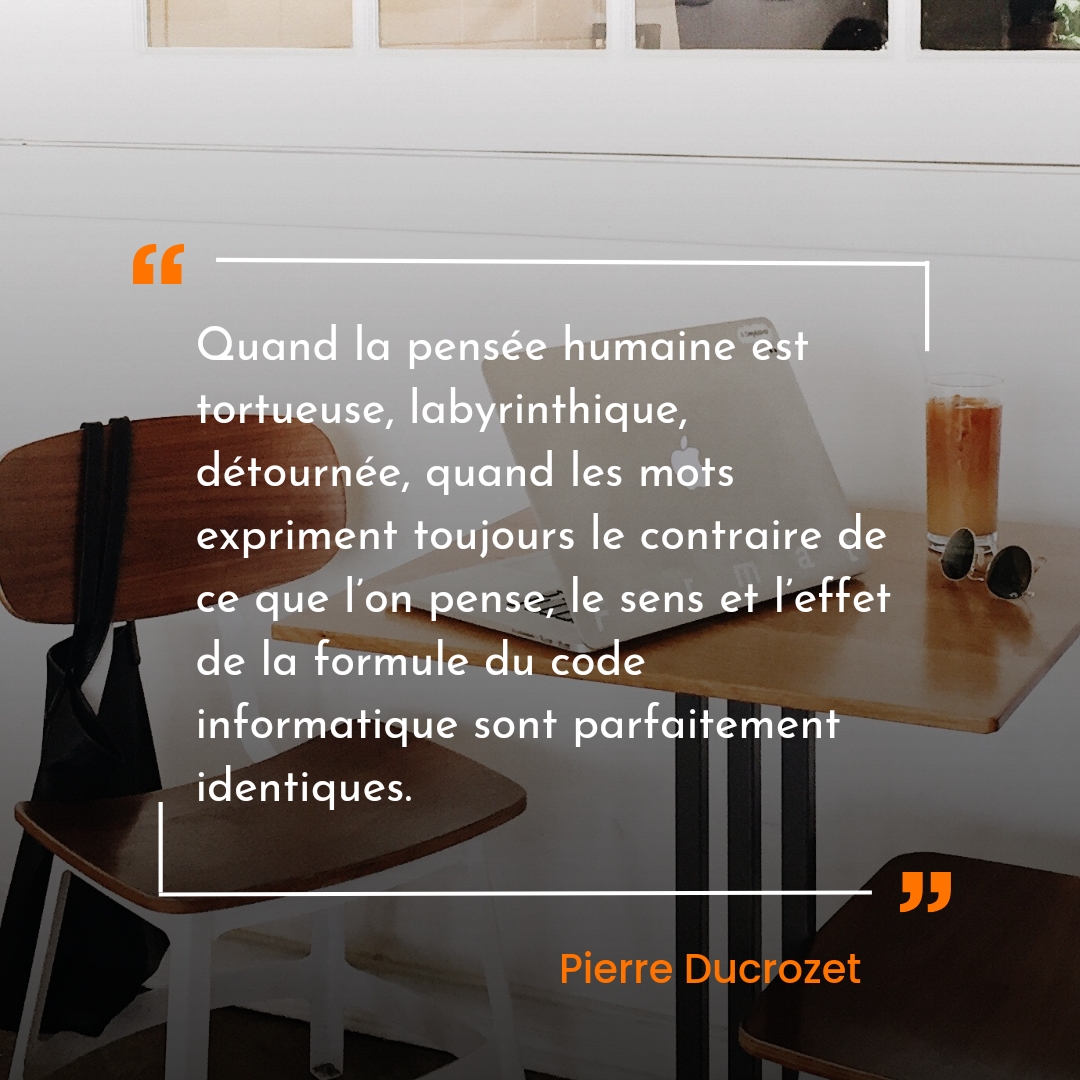 “
Quand la pensée humaine est
tortueuse, labyrinthique,
détournée, quand les mots
expriment toujours le contraire de
ce que l’on pense, le sens et l’effet
de la formule du code
informatique sont parfaitement
identiques.
”
Pierre Ducrozet